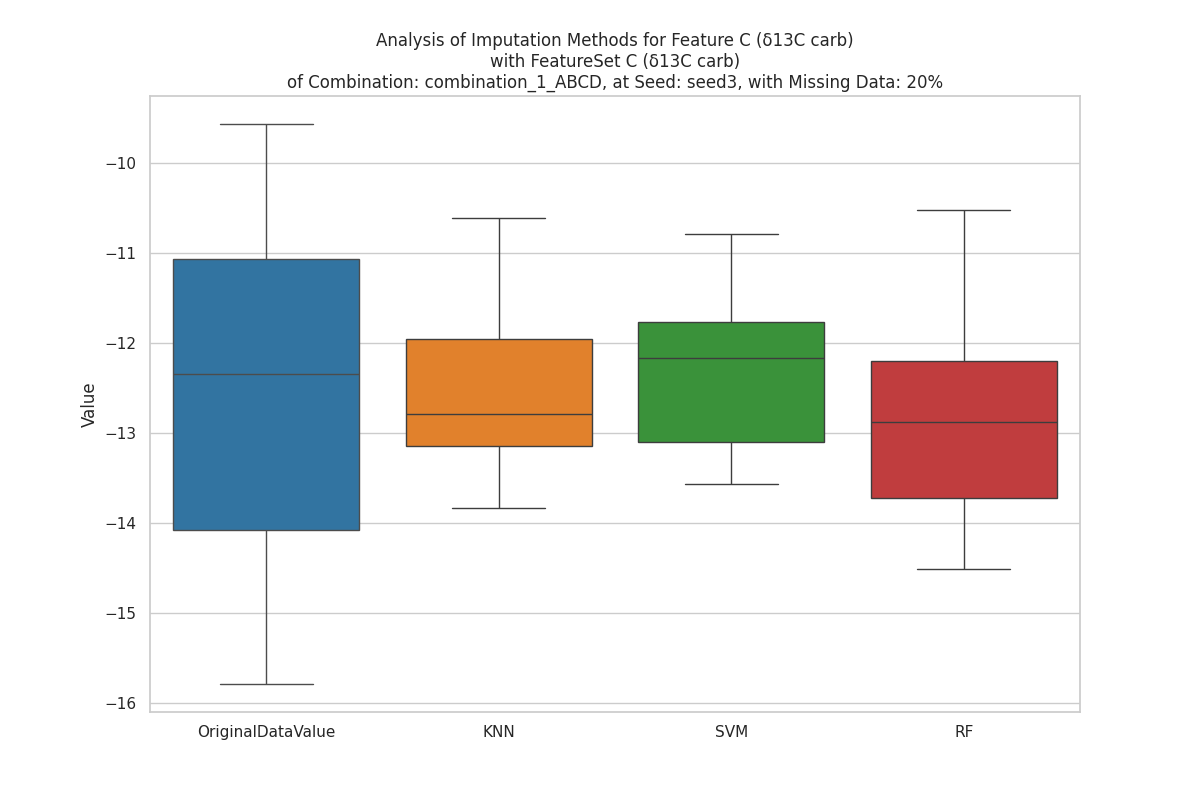 Analysis of Imputation Methods for Feature C (δ13C carb)
with FeatureSet C (δ13C carb)
of Combination: combination_1_ABCD, at Seed: seed3, with Missing Data: 20%
Value
−10
−11
−12
−13
−14
−15
−16
OriginalDataValue
KNN
SVM
RF